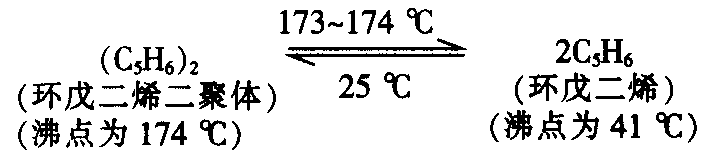 173~174 ℃
(C₅H₆)₂ ⇌ 2C₅H₆
25 ℃
(环戊二烯二聚体) (环戊二烯)
(沸点为 174 ℃) (沸点为 41 ℃)